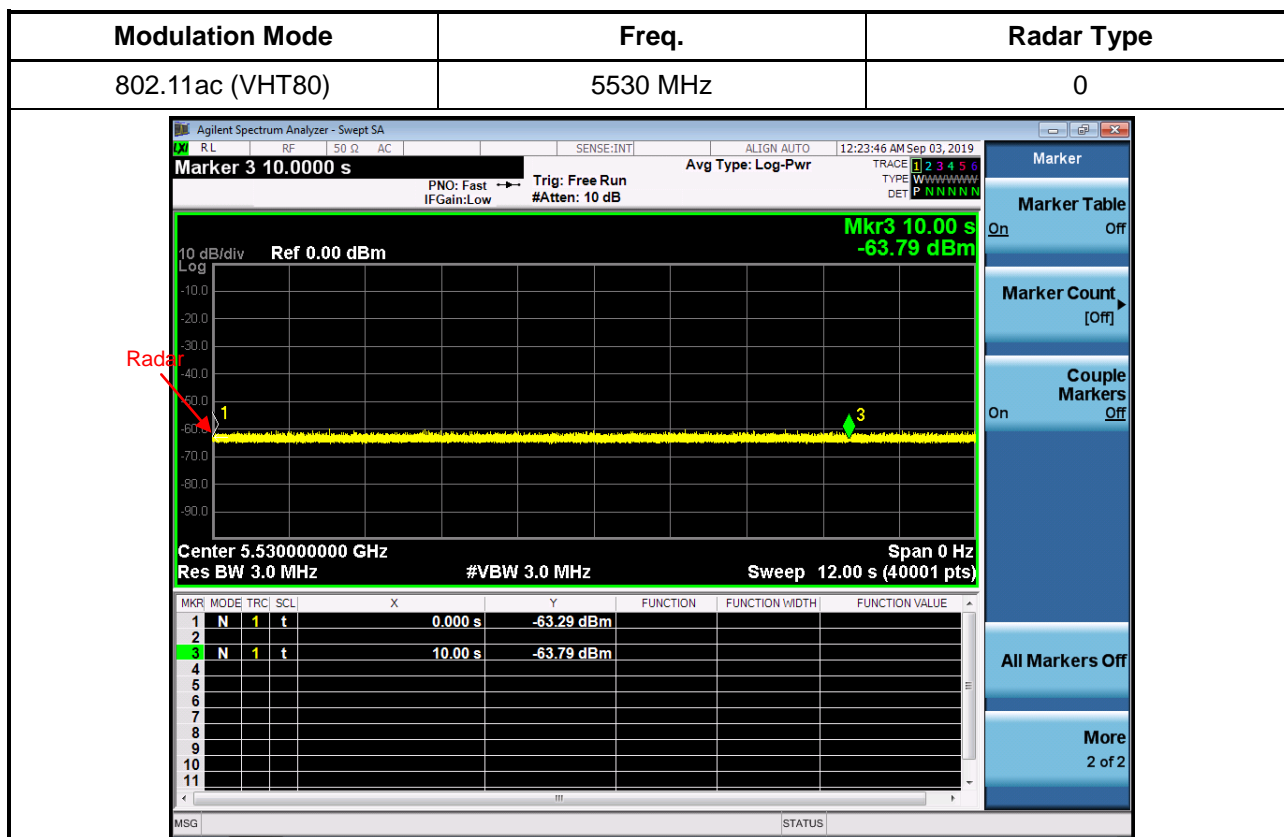 Modulation Mode Freq. Radar Type
802.11ac (VHT80) 5530 MHz 0
Agilent Spectrum Analyzer - Swept SA
LXI RL RF 50 Ω AC SENSE:INT ALIGN AUTO 12:23:46 AM Sep 03, 2019
Marker 3 10.0000 s
PNO: Fast
IFGain:Low
Trig: Free Run
#Atten: 10 dB
Avg Type: Log-Pwr
TRACE 1 2 3 4 5 6
TYPE WWWWWW
DET P N N N N N
Mkr3 10.00 s
-63.79 dBm
10 dB/div Ref 0.00 dBm
Log
-10.0
-20.0
-30.0
Radar
-40.0
-50.0
1
3
-60.0
-70.0
-80.0
-90.0
Center 5.530000000 GHz Span 0 Hz
Res BW 3.0 MHz #VBW 3.0 MHz Sweep 12.00 s (40001 pts)
MKR MODE TRC SCL X Y FUNCTION FUNCTION WIDTH FUNCTION VALUE
1 N 1 t 0.000 s -63.29 dBm
2
3 N 1 t 10.00 s -63.79 dBm
4
5
6
7
8
9
10
11
MSG STATUS
Marker
Marker Table
On Off
Marker Count
[Off]
Couple
Markers
On Off
All Markers Off
More
2 of 2